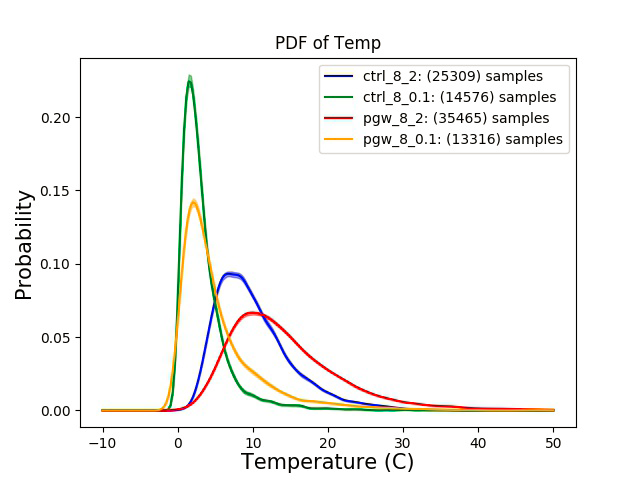 PDF of Temp
ctrl_8_2: (25309) samples
ctrl_8_0.1: (14576) samples
pgw_8_2: (35465) samples
pgw_8_0.1: (13316) samples
Probability
0.20
0.15
0.10
0.05
0.00
−10 0 10 20 30 40 50
Temperature (C)